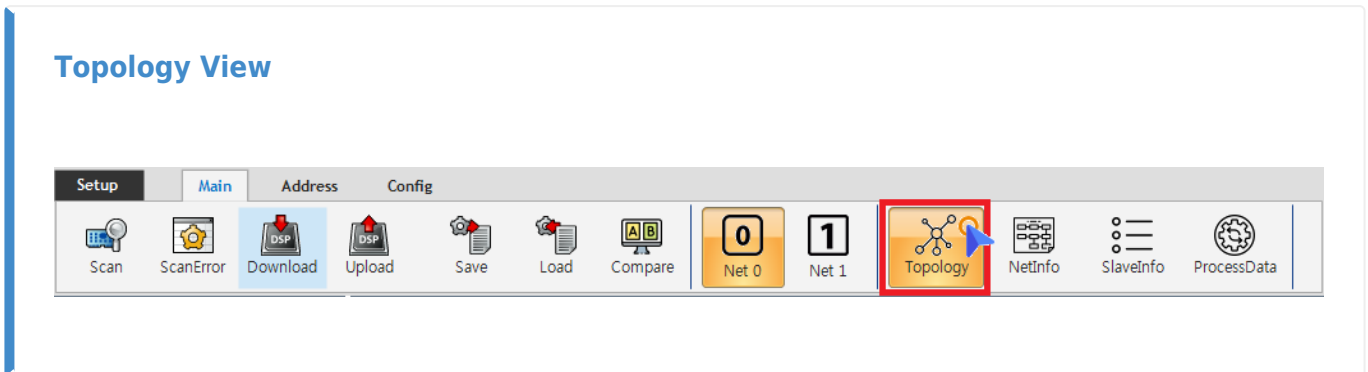 Topology View
Setup Main Address Config
DSP DSP A B 0 1
Scan ScanError Download Upload Save Load Compare Net 0 Net 1 Topology NetInfo SlaveInfo ProcessData